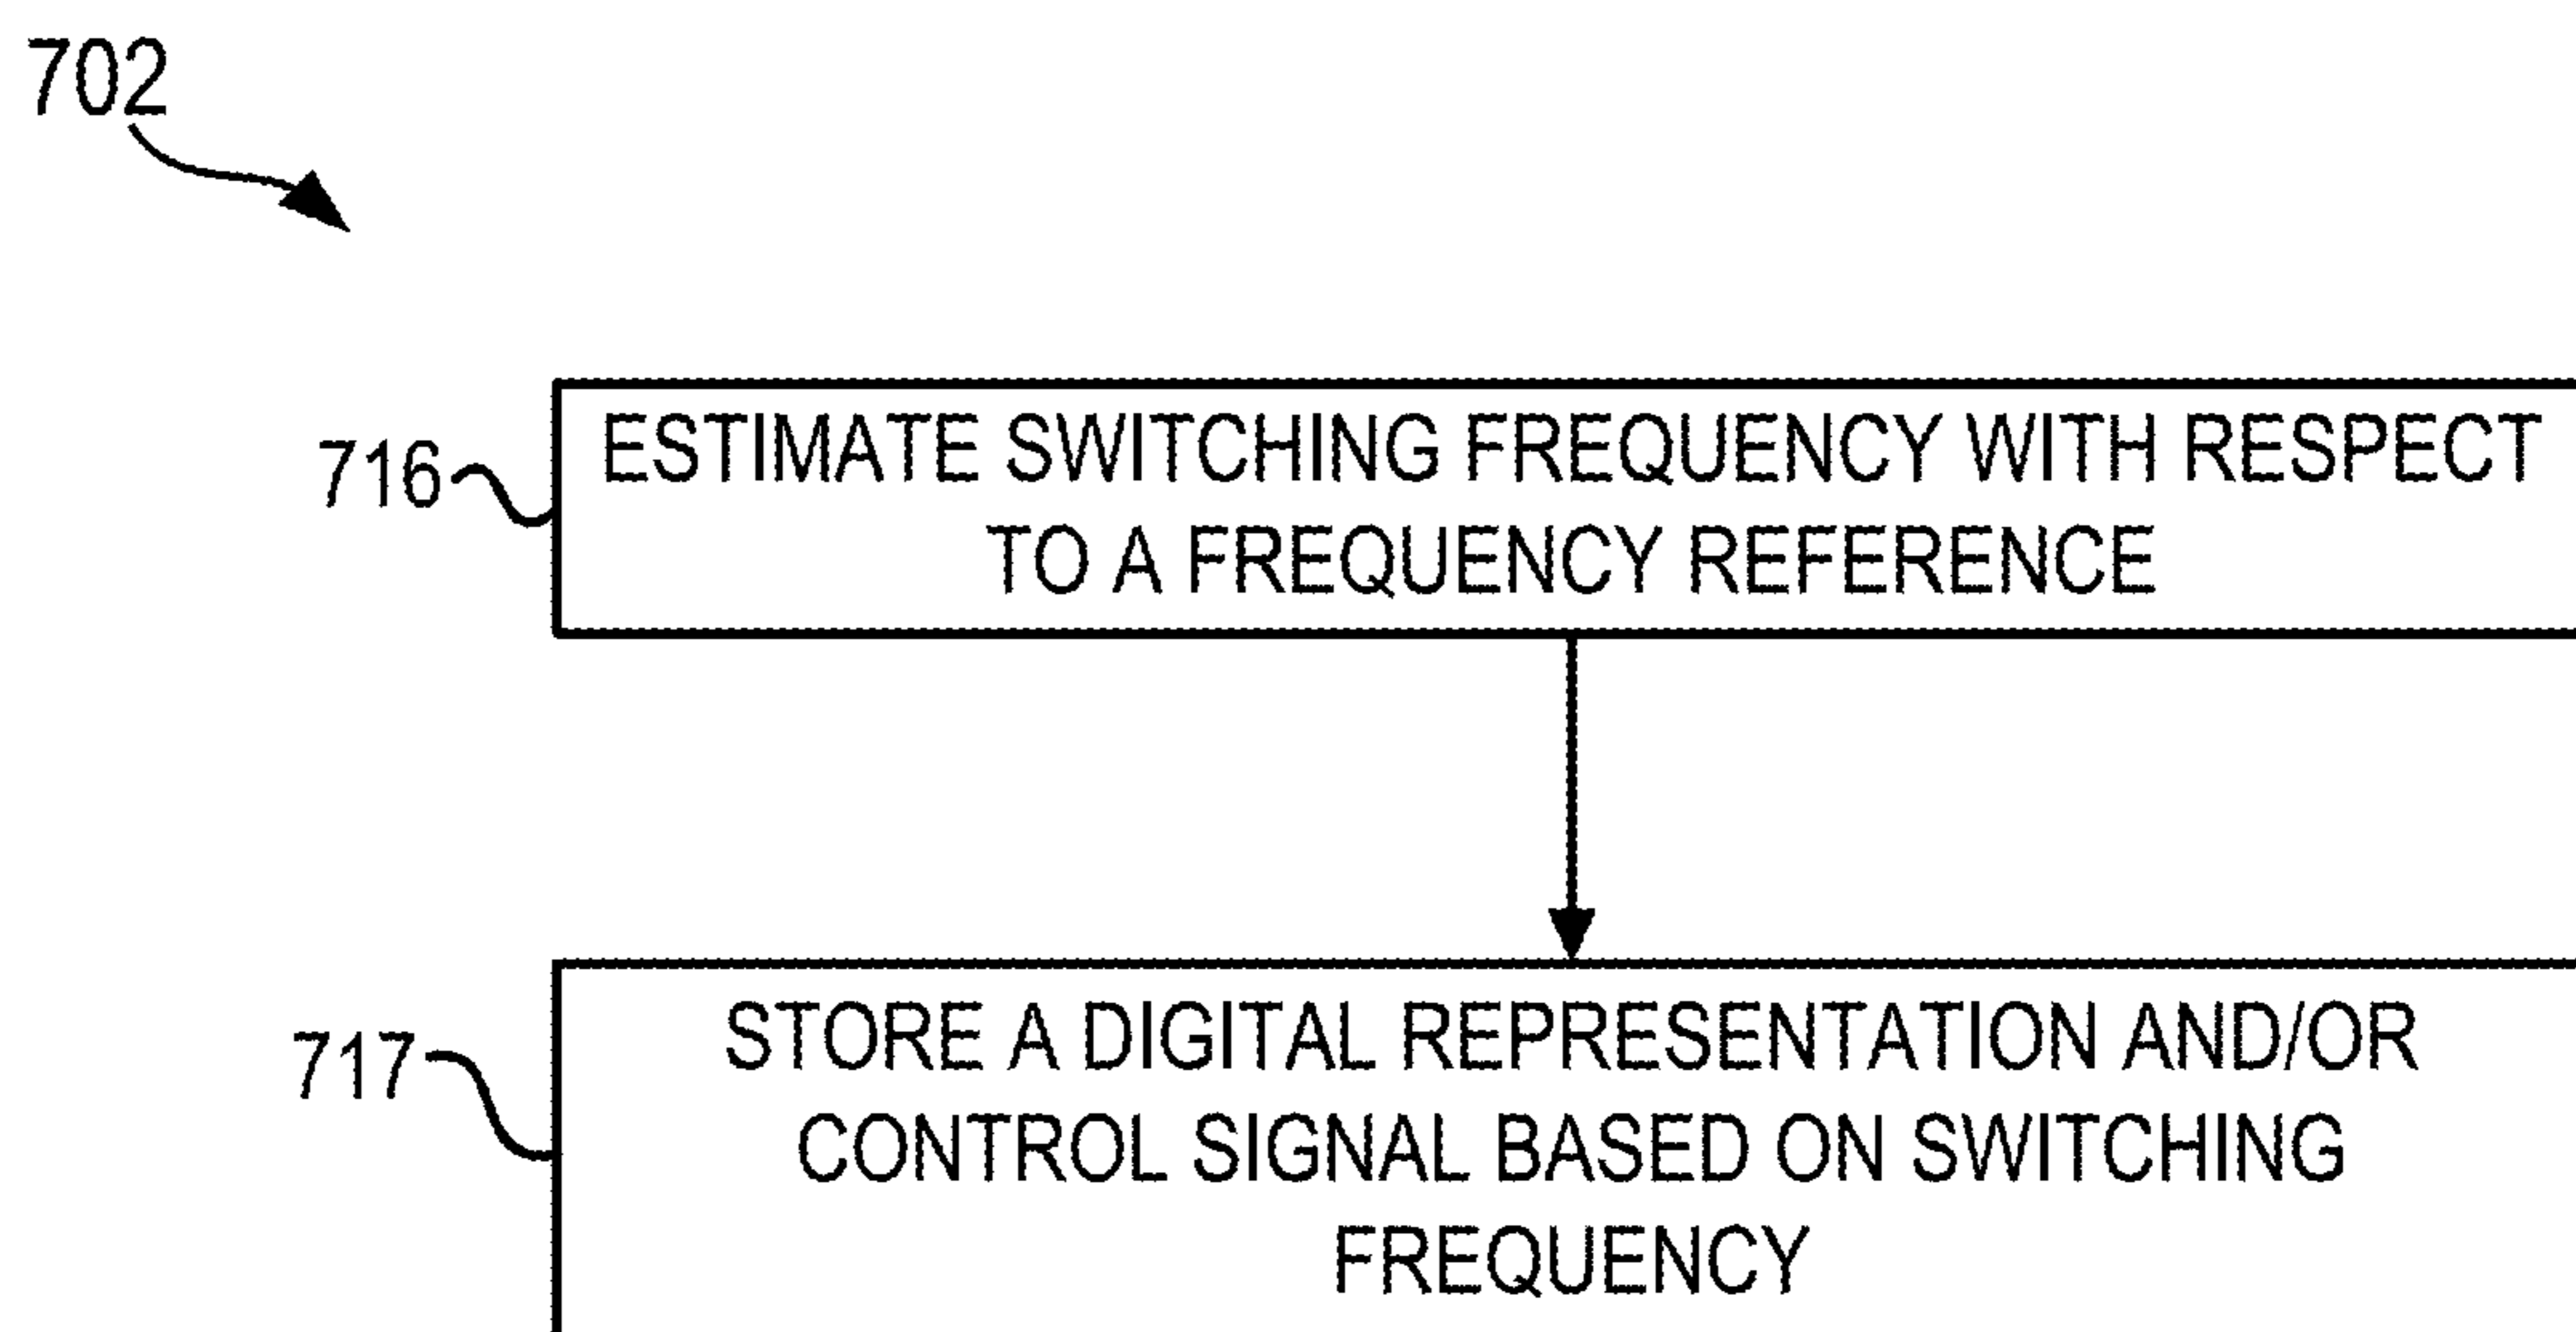 702
716
ESTIMATE SWITCHING FREQUENCY WITH RESPECT
TO A FREQUENCY REFERENCE
717
STORE A DIGITAL REPRESENTATION AND/OR
CONTROL SIGNAL BASED ON SWITCHING
FREQUENCY